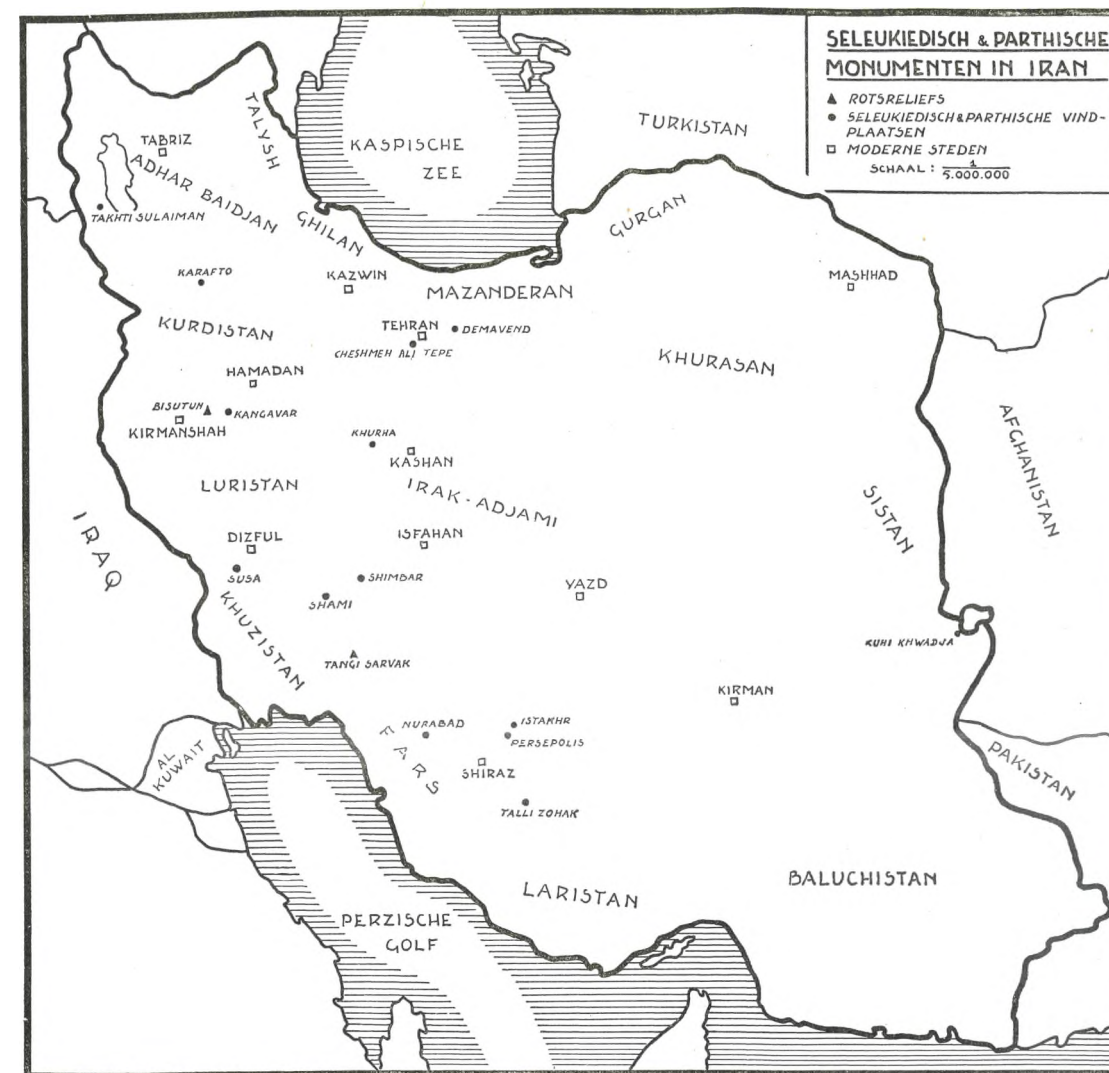 SELEUKIEDISCH & PARTHISCHE
MONUMENTEN IN IRAN
▲ ROTSRELIEFS
● SELEUKIEDISCH & PARTHISCHE VIND-
PLAATSEN
□ MODERNE STEDEN
SCHAAL : 1/5.000.000
TALYSH
TURKISTAN
TABRIZ
KASPISCHE
ZEE
ADHAR BAIDJAN
TAKHTI SULAIMAN
GHILAN
GURGAN
KARAFTO
KAZWIN
MASHHAD
MAZANDERAN
KURDISTAN
TEHRAN
DEMAVEND
CHESHMEH ALI TEPE
KHURASAN
HAMADAN
BISUTUN
KANGAVAR
KIRMANSHAH
KHURHA
KASHAN
AFGHANISTAN
LURISTAN
IRAK-ADJAMI
SISTAN
IRAQ
DIZFUL
ISFAHAN
SUSA
SHIMBAR
YAZD
SHAMI
KHUZISTAN
KUHI KHWADJA
TANGI SARVAK
KIRMAN
NURABAD
ISTAKHR
FARS
PERSEPOLIS
AL
KUWAIT
SHIRAZ
PAKISTAN
TALLI ZOHAK
BALUCHISTAN
LARISTAN
PERZISCHE
GOLF